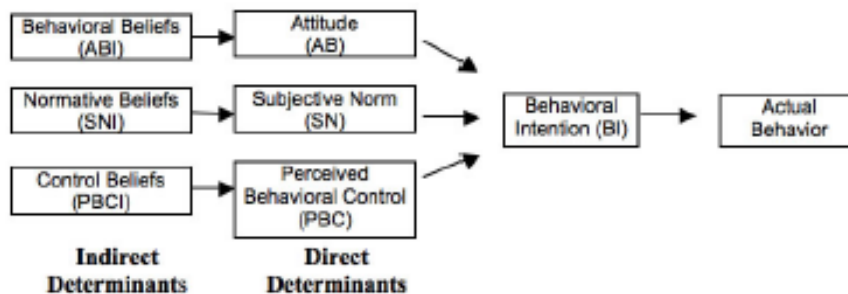 Behavioral Beliefs
(ABI)
Attitude
(AB)
Normative Beliefs
(SNI)
Subjective Norm
(SN)
Behavioral
Intention (BI)
Actual
Behavior
Control Beliefs
(PBCI)
Perceived
Behavioral Control
(PBC)
Indirect
Determinants
Direct
Determinants